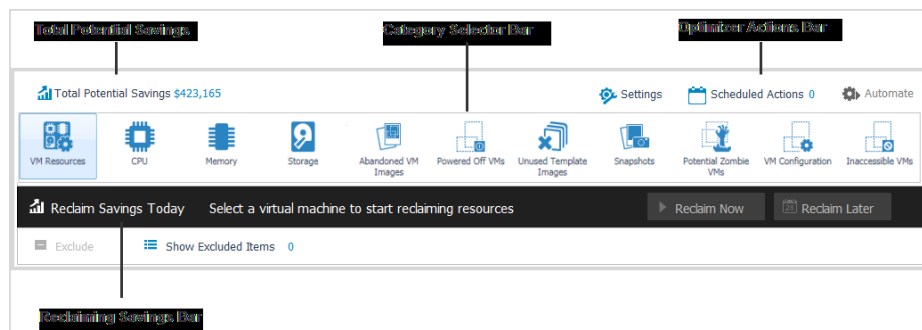 Total Potential Savings
Category Selector Bar
Optimizer Actions Bar
Total Potential Savings $423,165
Settings
Scheduled Actions 0
Automate
VM Resources
CPU
Memory
Storage
Abandoned VM
Images
Powered Off VMs
Unused Template
Images
Snapshots
Potential Zombie
VMs
VM Configuration
Inaccessible VMs
Reclaim Savings Today
Select a virtual machine to start reclaiming resources
Reclaim Now
Reclaim Later
Exclude
Show Excluded Items 0
Reclaiming Savings Bar